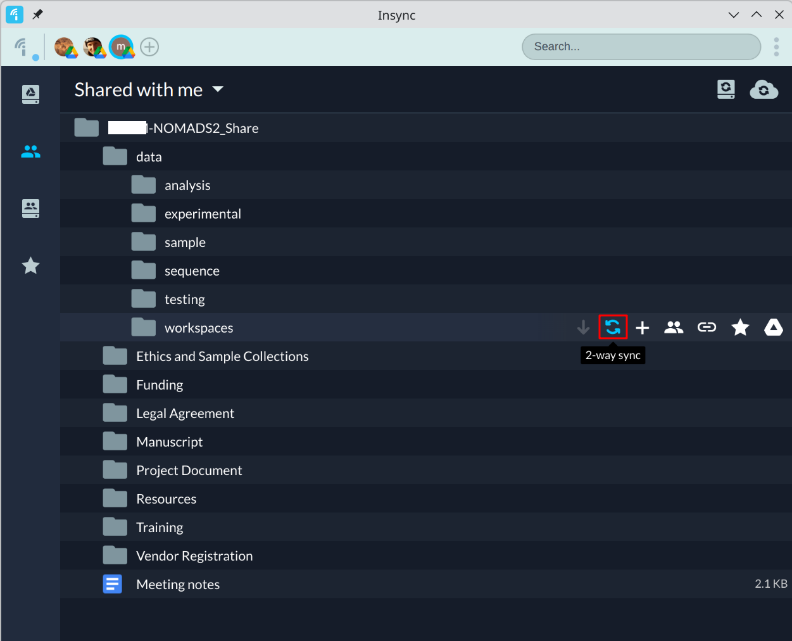 Insync
m
Search...
Shared with me
-NOMADS2_Share
data
analysis
experimental
sample
sequence
testing
workspaces
2-way sync
Ethics and Sample Collections
Funding
Legal Agreement
Manuscript
Project Document
Resources
Training
Vendor Registration
Meeting notes 2.1 KB